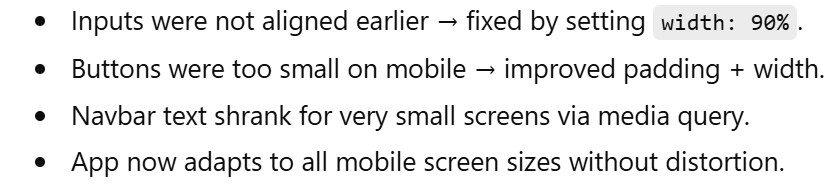 • Inputs were not aligned earlier → fixed by setting width: 90%.
• Buttons were too small on mobile → improved padding + width.
• Navbar text shrank for very small screens via media query.
• App now adapts to all mobile screen sizes without distortion.